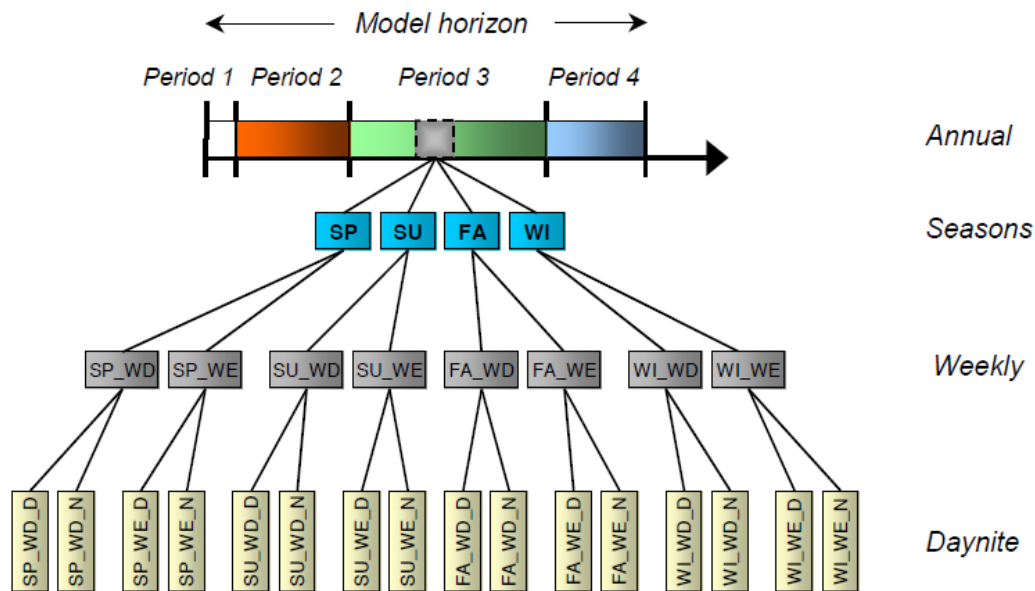 Model horizon
Period 1 Period 2 Period 3 Period 4
Annual
SP SU FA WI Seasons
SP_WD SP_WE SU_WD SU_WE FA_WD FA_WE WI_WD WI_WE Weekly
SP_WD_D SP_WD_N SP_WE_D SP_WE_N SU_WD_D SU_WD_N SU_WE_D SU_WE_N FA_WD_D FA_WD_N FA_WE_D FA_WE_N WI_WD_D WI_WD_N WI_WE_D WI_WE_N Daynite